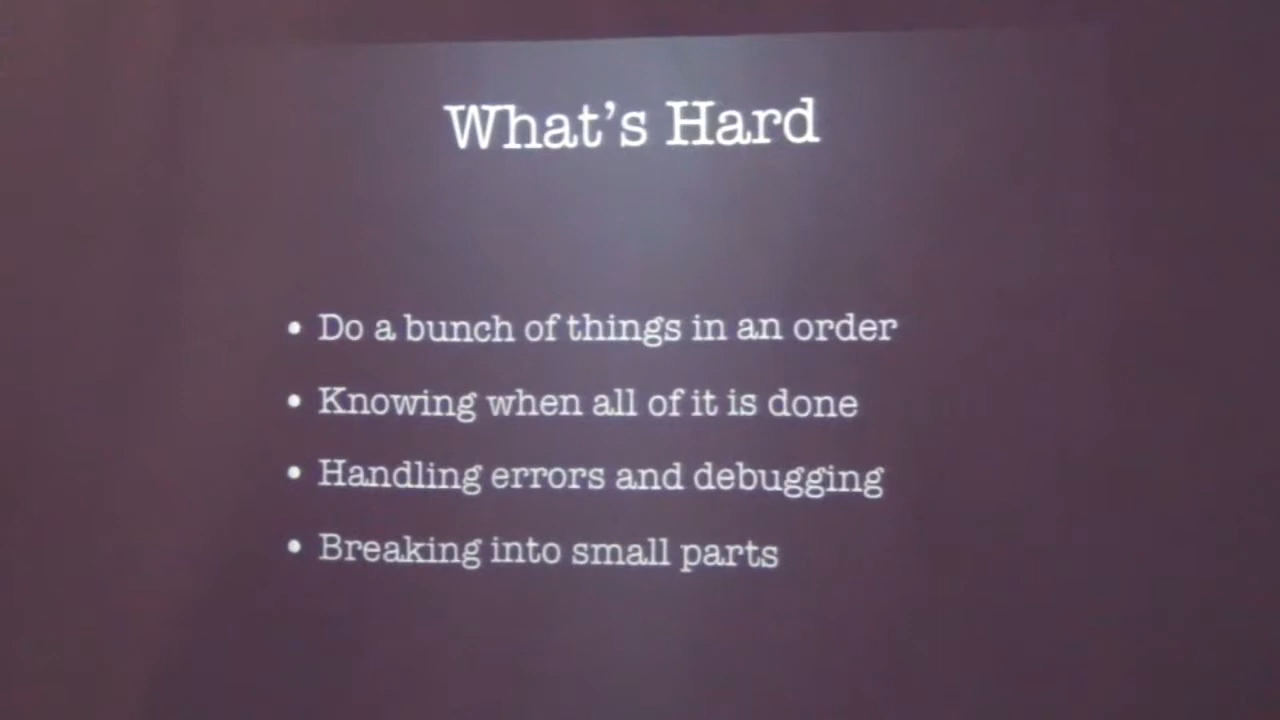 What's Hard
• Do a bunch of things in an order
• Knowing when all of it is done
• Handling errors and debugging
• Breaking into small parts